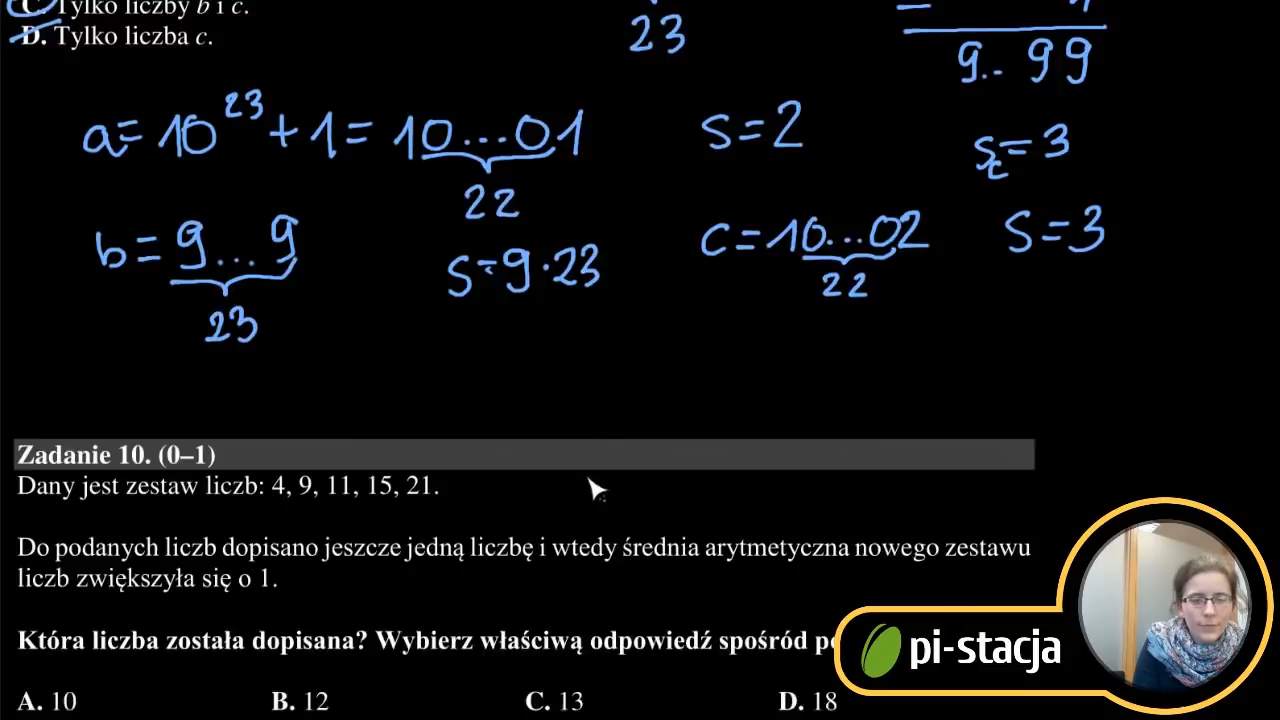 C. Tylko liczby b i c.
D. Tylko liczba c.
23
9.. 99
a = 10^23 + 1 = 10...01
22
s = 2
s_c = 3
b = 9...9
23
s = 9·23
c = 10...02
22
s = 3
Zadanie 10. (0–1)
Dany jest zestaw liczb: 4, 9, 11, 15, 21.
Do podanych liczb dopisano jeszcze jedną liczbę i wtedy średnia arytmetyczna nowego zestawu
liczb zwiększyła się o 1.
Która liczba została dopisana? Wybierz właściwą odpowiedź spośród
A. 10 B. 12 C. 13 D. 18
pi-stacja